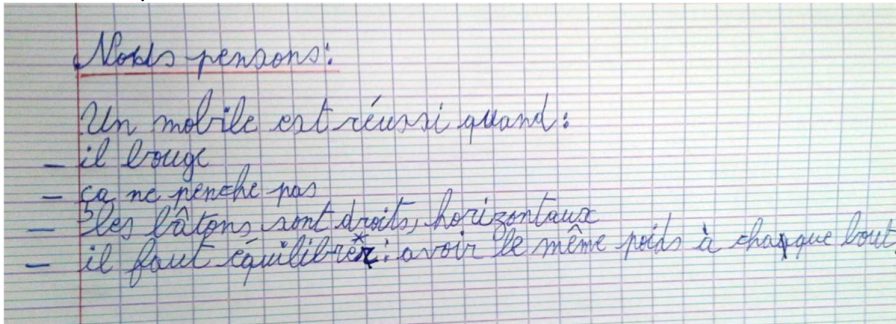 Nous pensons:
Un mobile est réussi quand:
- il bouge
- ça ne penche pas
- les bâtons sont droits, horizontaux
- il faut équilibrer: avoir le même poids à chaque bout.